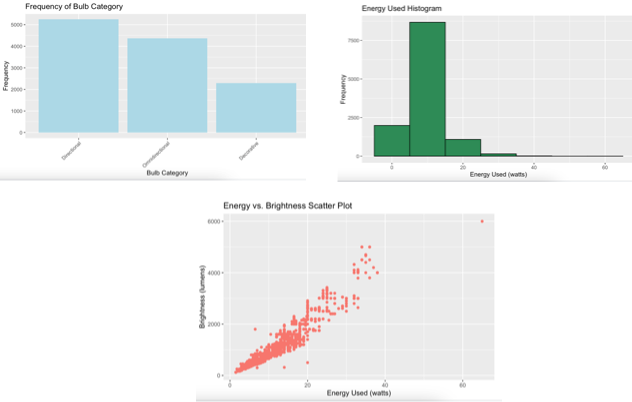 Frequency of Bulb Category
Frequency
5000
4000
3000
2000
1000
0
Directional
Omnidirectional
Decorative
Bulb Category
Energy Used Histogram
Frequency
7500
5000
2500
0
0
20
40
60
Energy Used (watts)
Energy vs. Brightness Scatter Plot
Brightness (lumens)
6000
4000
2000
0
0
20
40
60
Energy Used (watts)